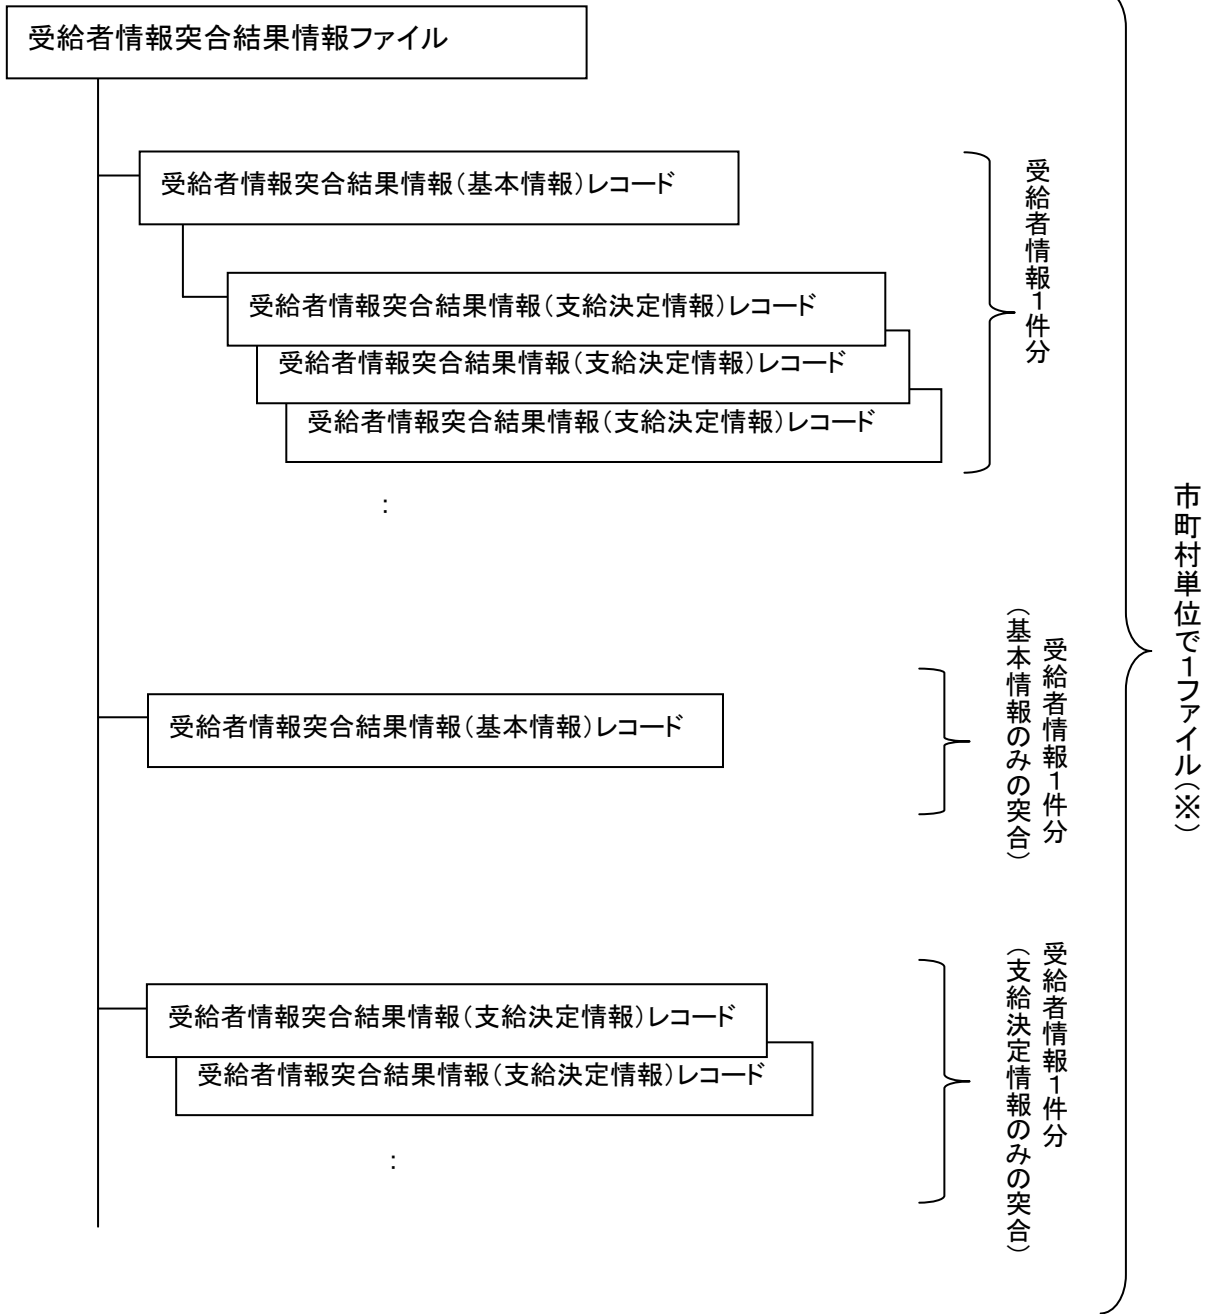 受給者情報突合結果情報ファイル
受給者情報突合結果情報（基本情報）レコード
受給者情報突合結果情報（支給決定情報）レコード
受給者情報突合結果情報（支給決定情報）レコード
受給者情報突合結果情報（支給決定情報）レコード
：
受給者情報１件分
受給者情報突合結果情報（基本情報）レコード
受給者情報１件分
（基本情報のみの突合）
受給者情報突合結果情報（支給決定情報）レコード
受給者情報突合結果情報（支給決定情報）レコード
：
受給者情報１件分
（支給決定情報のみの突合）
市町村単位で１ファイル（※）